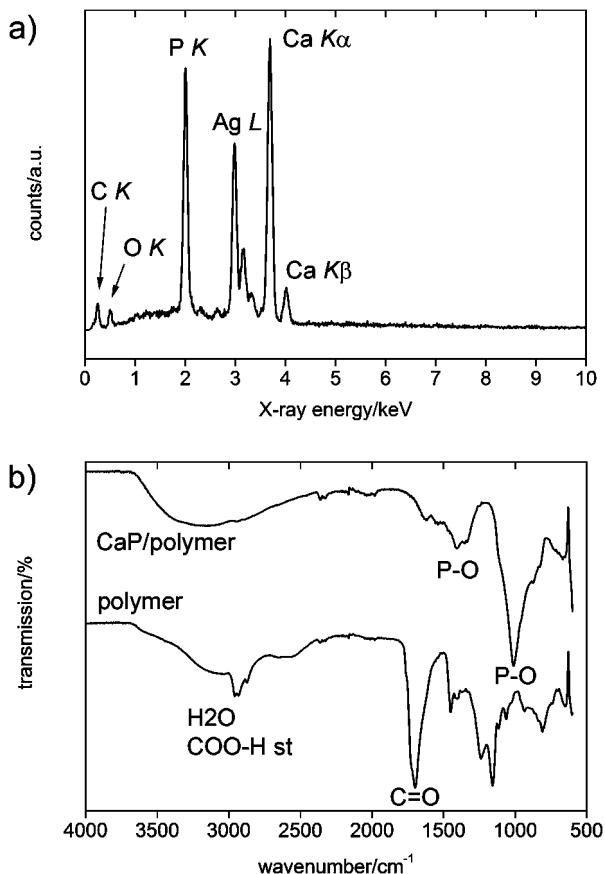 a)
counts/a.u.
C K
O K
P K
Ag L
Ca Kα
Ca Kβ
0 1 2 3 4 5 6 7 8 9 10
X-ray energy/keV
b)
transmission/%
CaP/polymer
P-O
polymer
P-O
H2O
COO-H st
C=O
4000 3500 3000 2500 2000 1500 1000 500
wavenumber/cm⁻¹